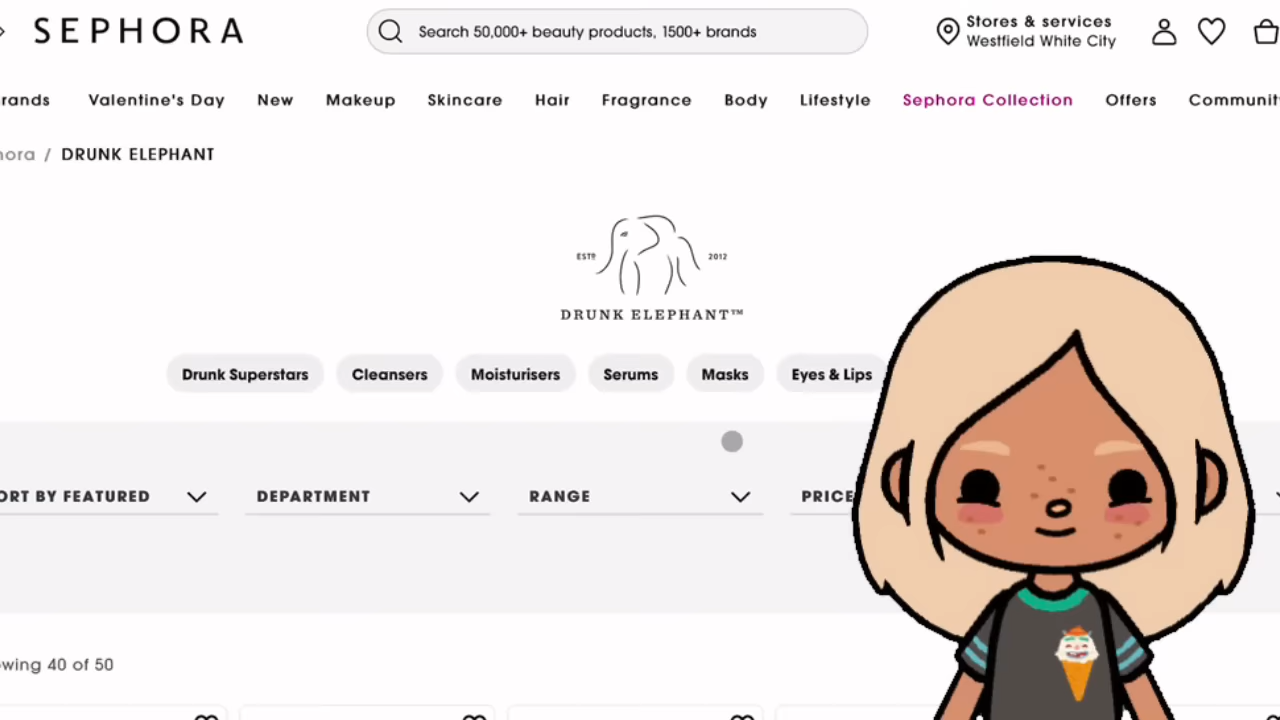 SEPHORA
Search 50,000+ beauty products, 1500+ brands
Stores & services
Westfield White City
rands Valentine's Day New Makeup Skincare Hair Fragrance Body Lifestyle Sephora Collection Offers Communit
hora / DRUNK ELEPHANT
ESTD 2012
DRUNK ELEPHANT™
Drunk Superstars Cleansers Moisturisers Serums Masks Eyes & Lips
ORT BY FEATURED DEPARTMENT RANGE PRICE
owing 40 of 50